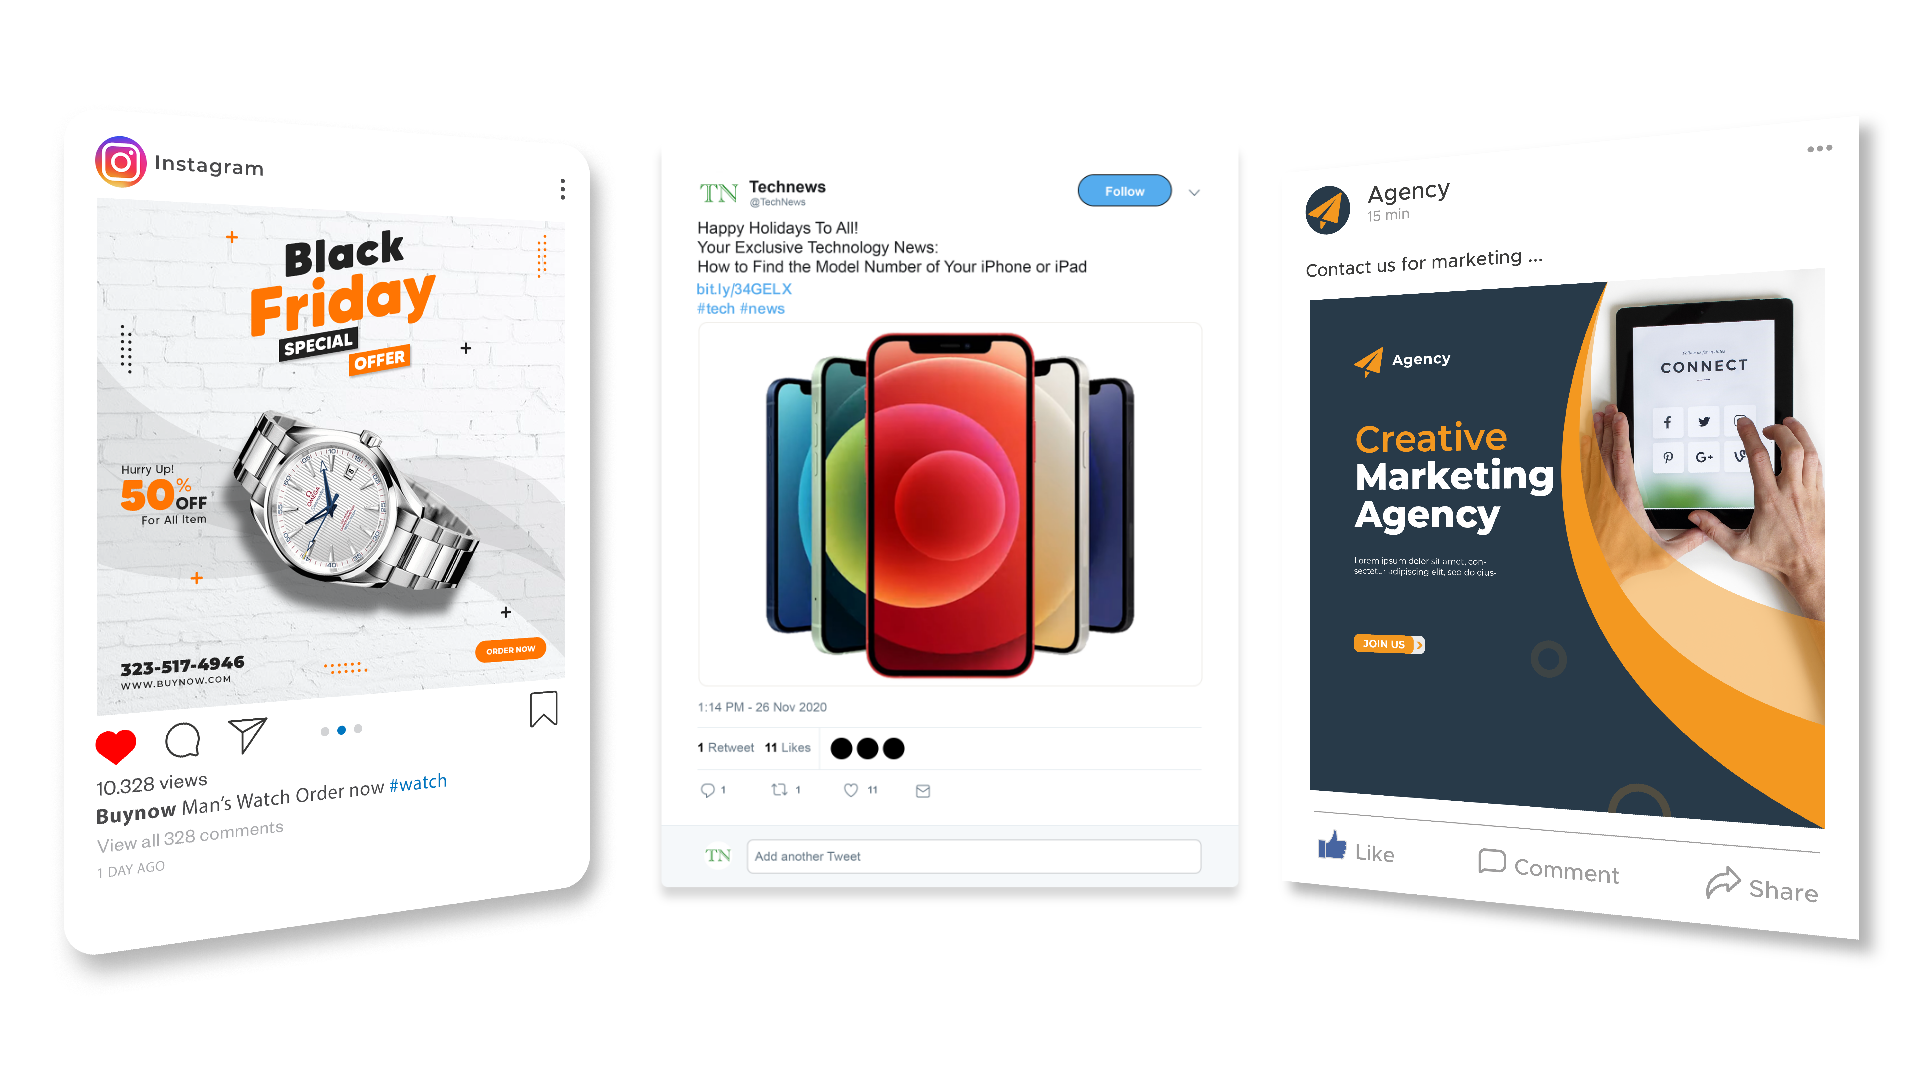 Instagram
Black
Friday
SPECIAL
OFFER
Hurry Up!
50%
OFF
For All Item
323-517-4946
WWW.BUYNOW.COM
ORDER NOW
10.328 views
Buynow Man's Watch Order now #watch
View all 328 comments
1 DAY AGO
TN
Technews
@TechNews
Follow
Happy Holidays To All!
Your Exclusive Technology News:
How to Find the Model Number of Your iPhone or iPad
bit.ly/34GELX
#tech #news
1:14 PM - 26 Nov 2020
1 Retweet 11 Likes
1 1 11
TN
Add another Tweet
Agency
15 min
Contact us for marketing ...
Agency
Creative
Marketing
Agency
Lorem ipsum dolor sit amet, con-
sectetur adipiscing elit, sed do eius-
JOIN US
CONNECT
Like
Comment
Share